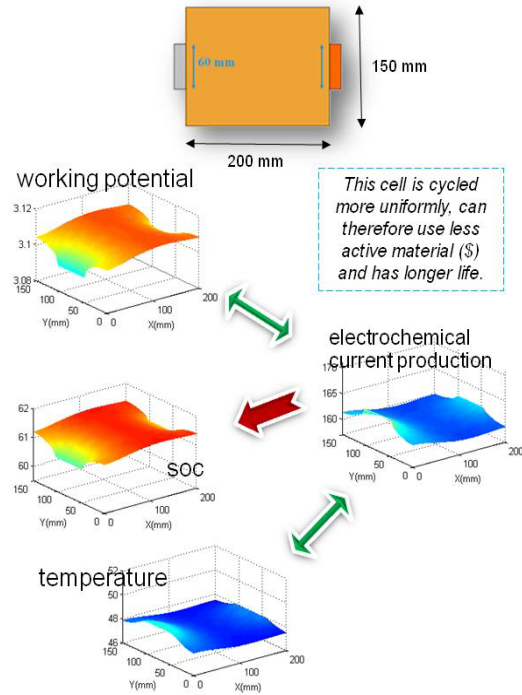 60 mm
150 mm
200 mm
working potential
This cell is cycled
more uniformly, can
therefore use less
active material ($)
and has longer life.
3.12
3.1
3.08
150
100
50
0
Y(mm)
0
100
200
X(mm)
electrochemical
current production
170
165
160
150
100
50
0
Y(mm)
0
100
200
X(mm)
62
61
60
150
100
50
0
Y(mm)
0
100
200
X(mm)
soc
temperature
52
50
48
46
150
100
50
0
Y(mm)
0
100
200
X(mm)